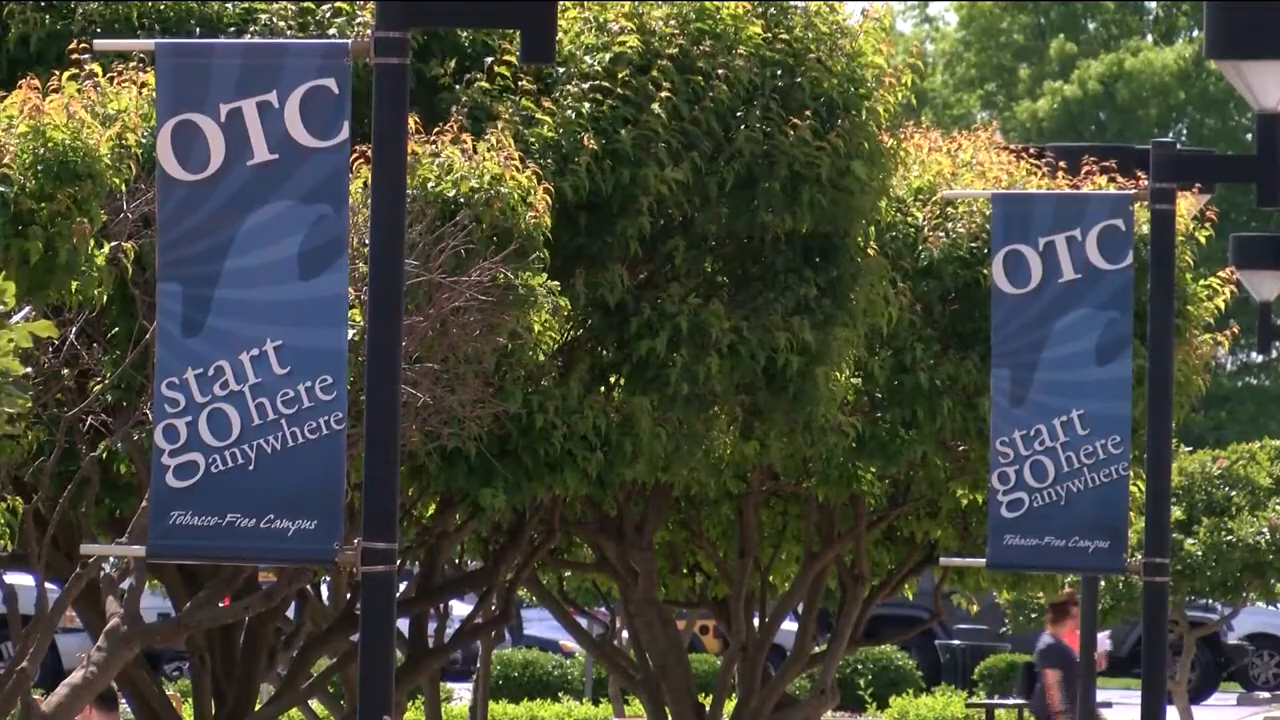 OTC
start
go here
anywhere
Tobacco-Free Campus
OTC
start
go here
anywhere
Tobacco-Free Campus